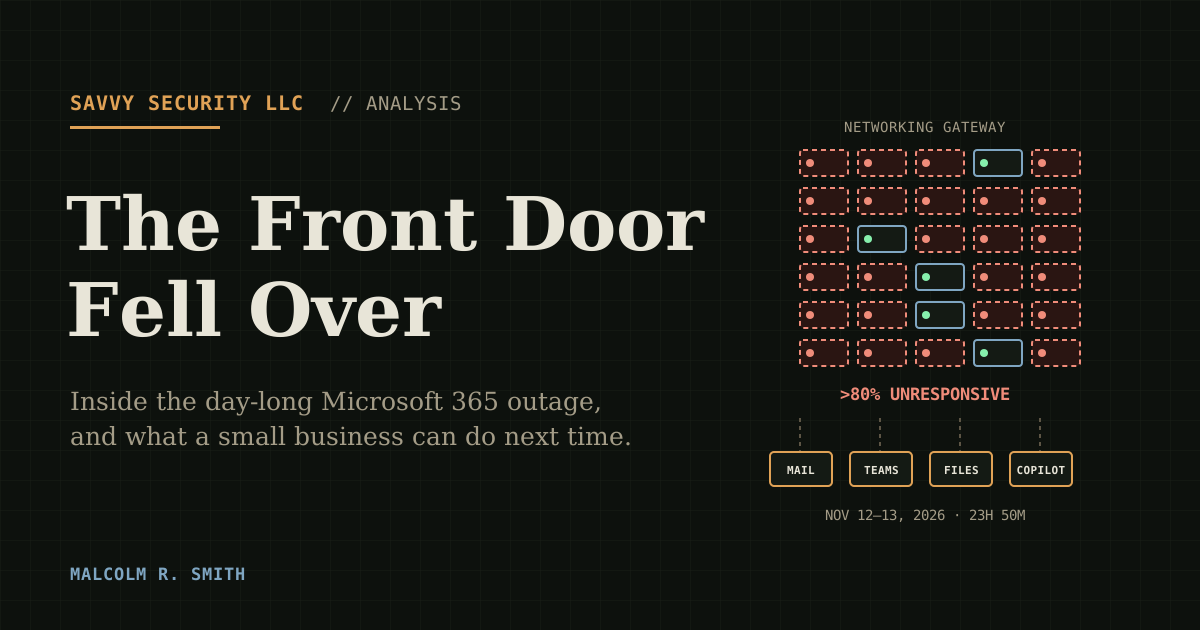 SAVVY SECURITY LLC // ANALYSIS
The Front Door
Fell Over
Inside the day-long Microsoft 365 outage,
and what a small business can do next time.
MALCOLM R. SMITH
NETWORKING GATEWAY
>80% UNRESPONSIVE
MAIL TEAMS FILES COPILOT
NOV 12–13, 2026 · 23H 50M